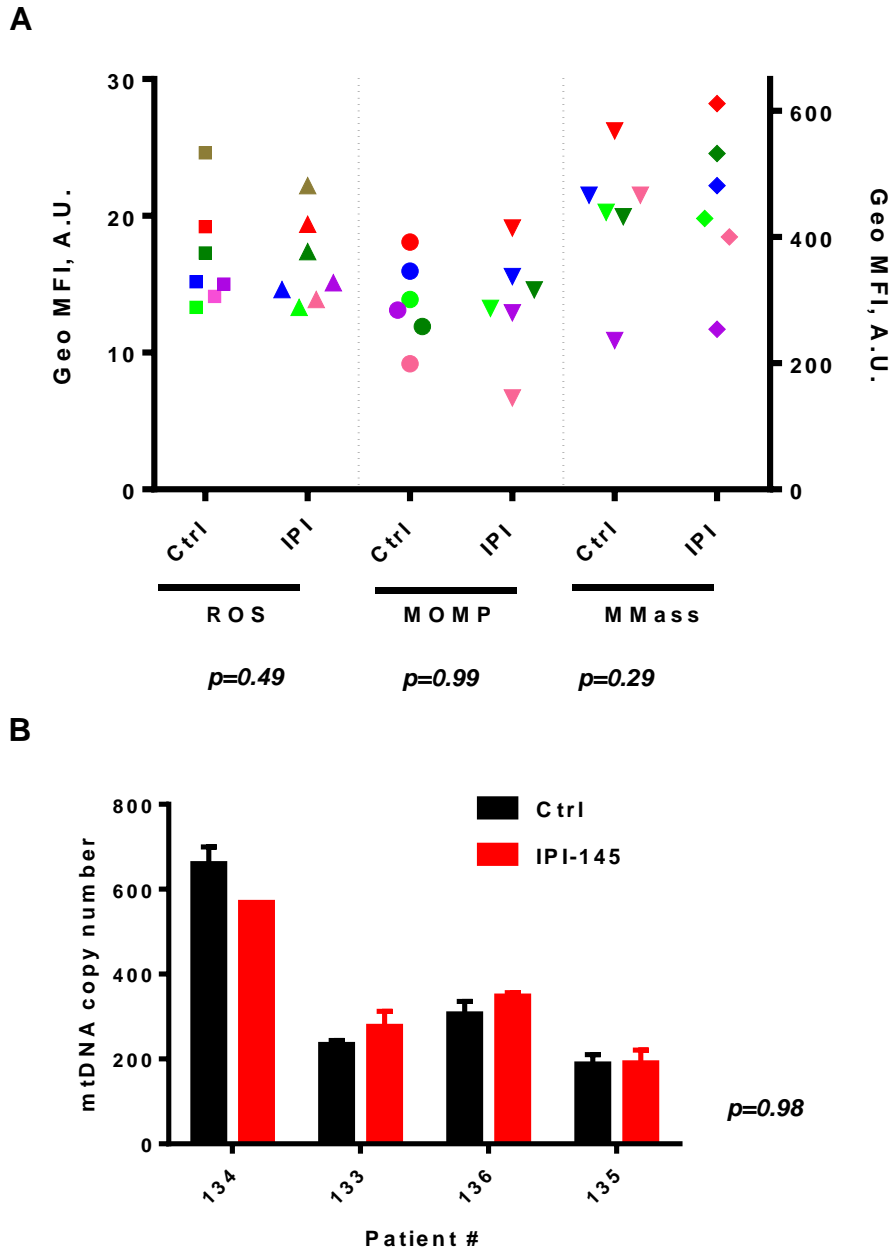 A
30
20
10
0
Geo MFI, A.U.
600
400
200
0
Geo MFI, A.U.
Ctrl
IPI
Ctrl
IPI
Ctrl
IPI
ROS
MOMP
MMass
p=0.49
p=0.99
p=0.29
B
Ctrl
IPI-145
800
600
400
200
0
mtDNA copy number
134
133
136
135
Patient #
p=0.98